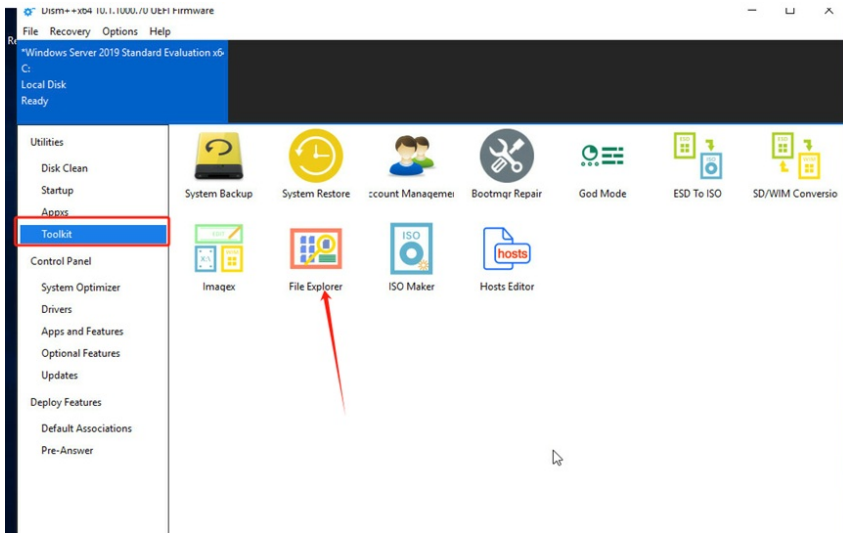 Dism++x64 10.1.1000.70 UEFI Firmware
File Recovery Options Help
*Windows Server 2019 Standard Evaluation x6
C:
Local Disk
Ready
Utilities
Disk Clean
Startup
Appxs
Toolkit
Control Panel
System Optimizer
Drivers
Apps and Features
Optional Features
Updates
Deploy Features
Default Associations
Pre-Answer
System Backup
System Restore
ccount Managemer
Bootmgr Repair
God Mode
ESD To ISO
SD/WIM Conversio
Imagex
File Explorer
ISO
ISO Maker
hosts
Hosts Editor